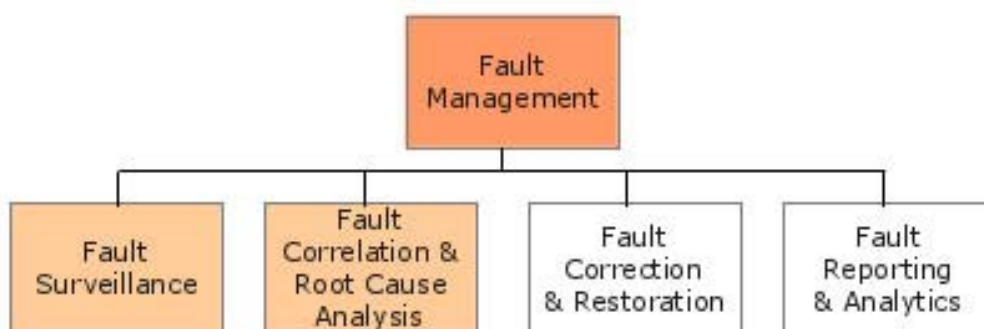 Fault
Management
Fault
Surveillance
Fault
Correlation &
Root Cause
Analysis
Fault
Correction
& Restoration
Fault
Reporting
& Analytics